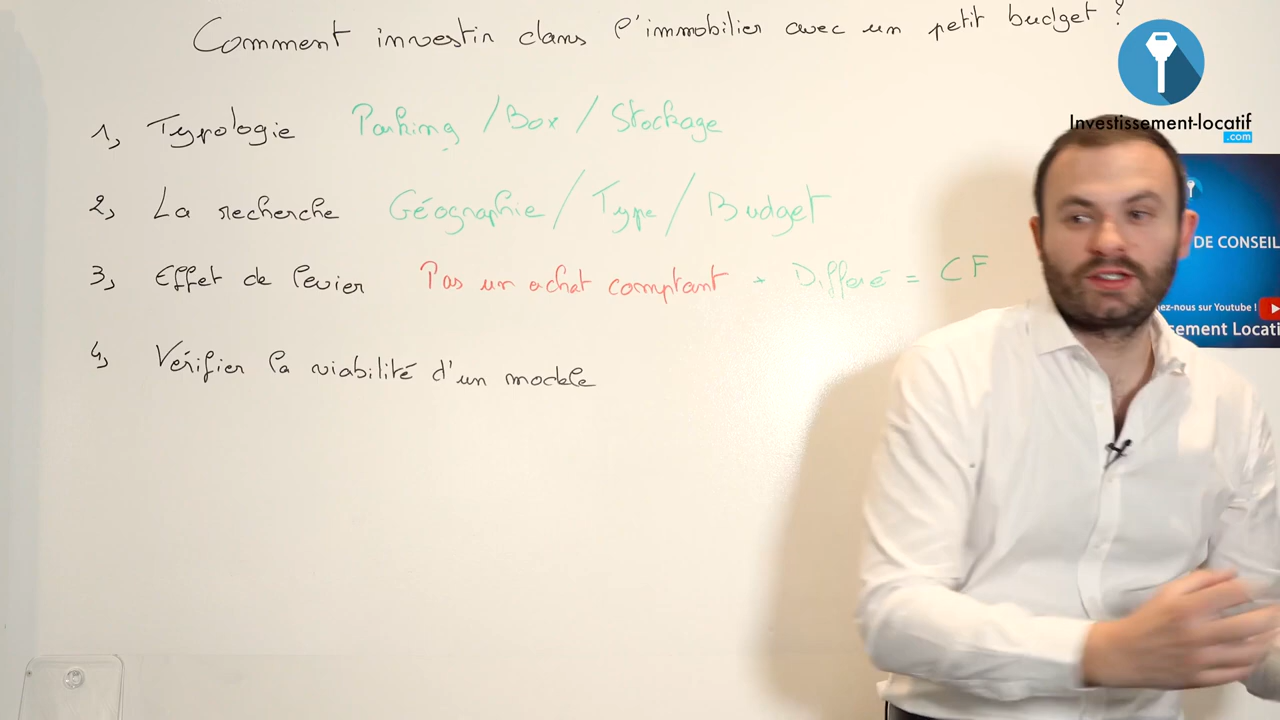 Comment investir dans l'immobilier avec un petit budget ?
Investissement-locatif
.com
1, Typologie Parking / Box / Stockage
2, La recherche Géographie / Type / Budget
DE CONSEIL
3, Effet de levier Pas un achat comptant + Différé = CF
ez-nous sur Youtube !
sement Locati
4, Vérifier la viabilité d'un modèle